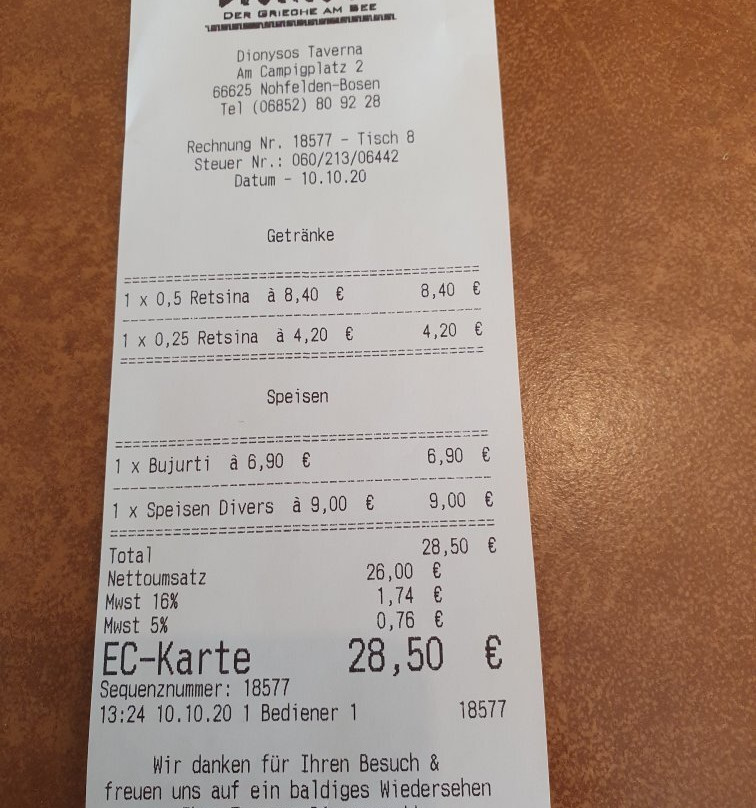 DER GRIECHE AM SEE
Dionysos Taverna
Am Campigplatz 2
66625 Nohfelden-Bosen
Tel (06852) 80 92 28
Rechnung Nr. 18577 - Tisch 8
Steuer Nr.: 060/213/06442
Datum - 10.10.20
Getränke
1 x 0,5 Retsina à 8,40 € 8,40 €
1 x 0,25 Retsina à 4,20 € 4,20 €
Speisen
1 x Bujurti à 6,90 € 6,90 €
1 x Speisen Divers à 9,00 € 9,00 €
Total 28,50 €
Nettoumsatz 26,00 €
Mwst 16% 1,74 €
Mwst 5% 0,76 €
EC-Karte 28,50 €
Sequenznummer: 18577
13:24 10.10.20 1 Bediener 1 18577
Wir danken für Ihren Besuch &
freuen uns auf ein baldiges Wiedersehen